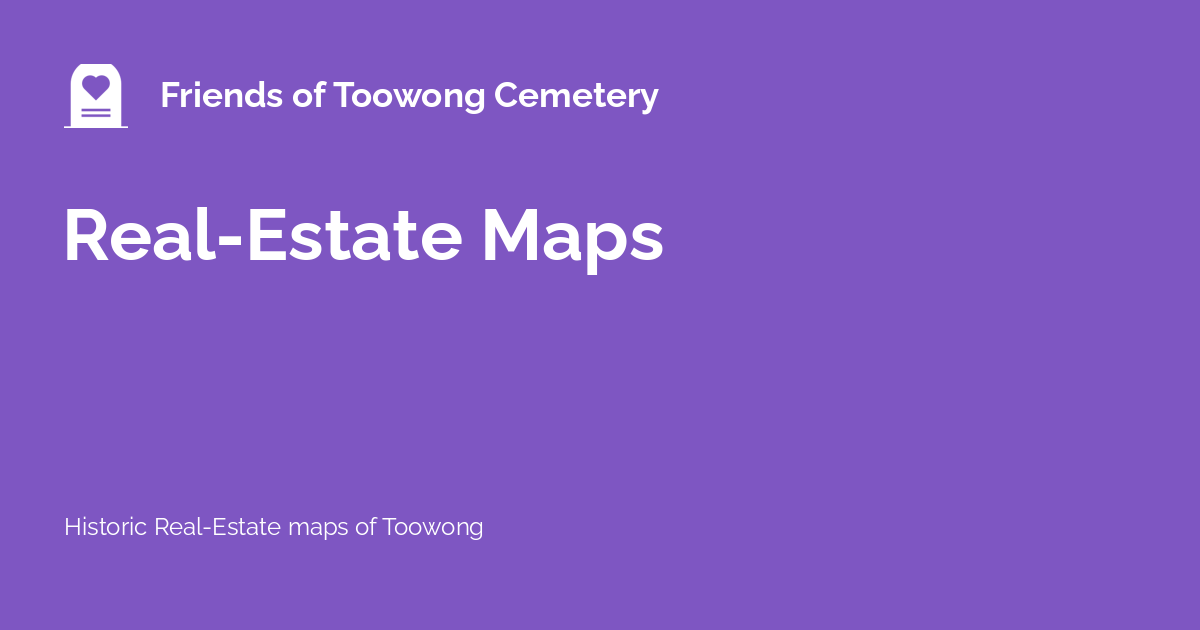 Friends of Toowong Cemetery
Real-Estate Maps
Historic Real-Estate maps of Toowong